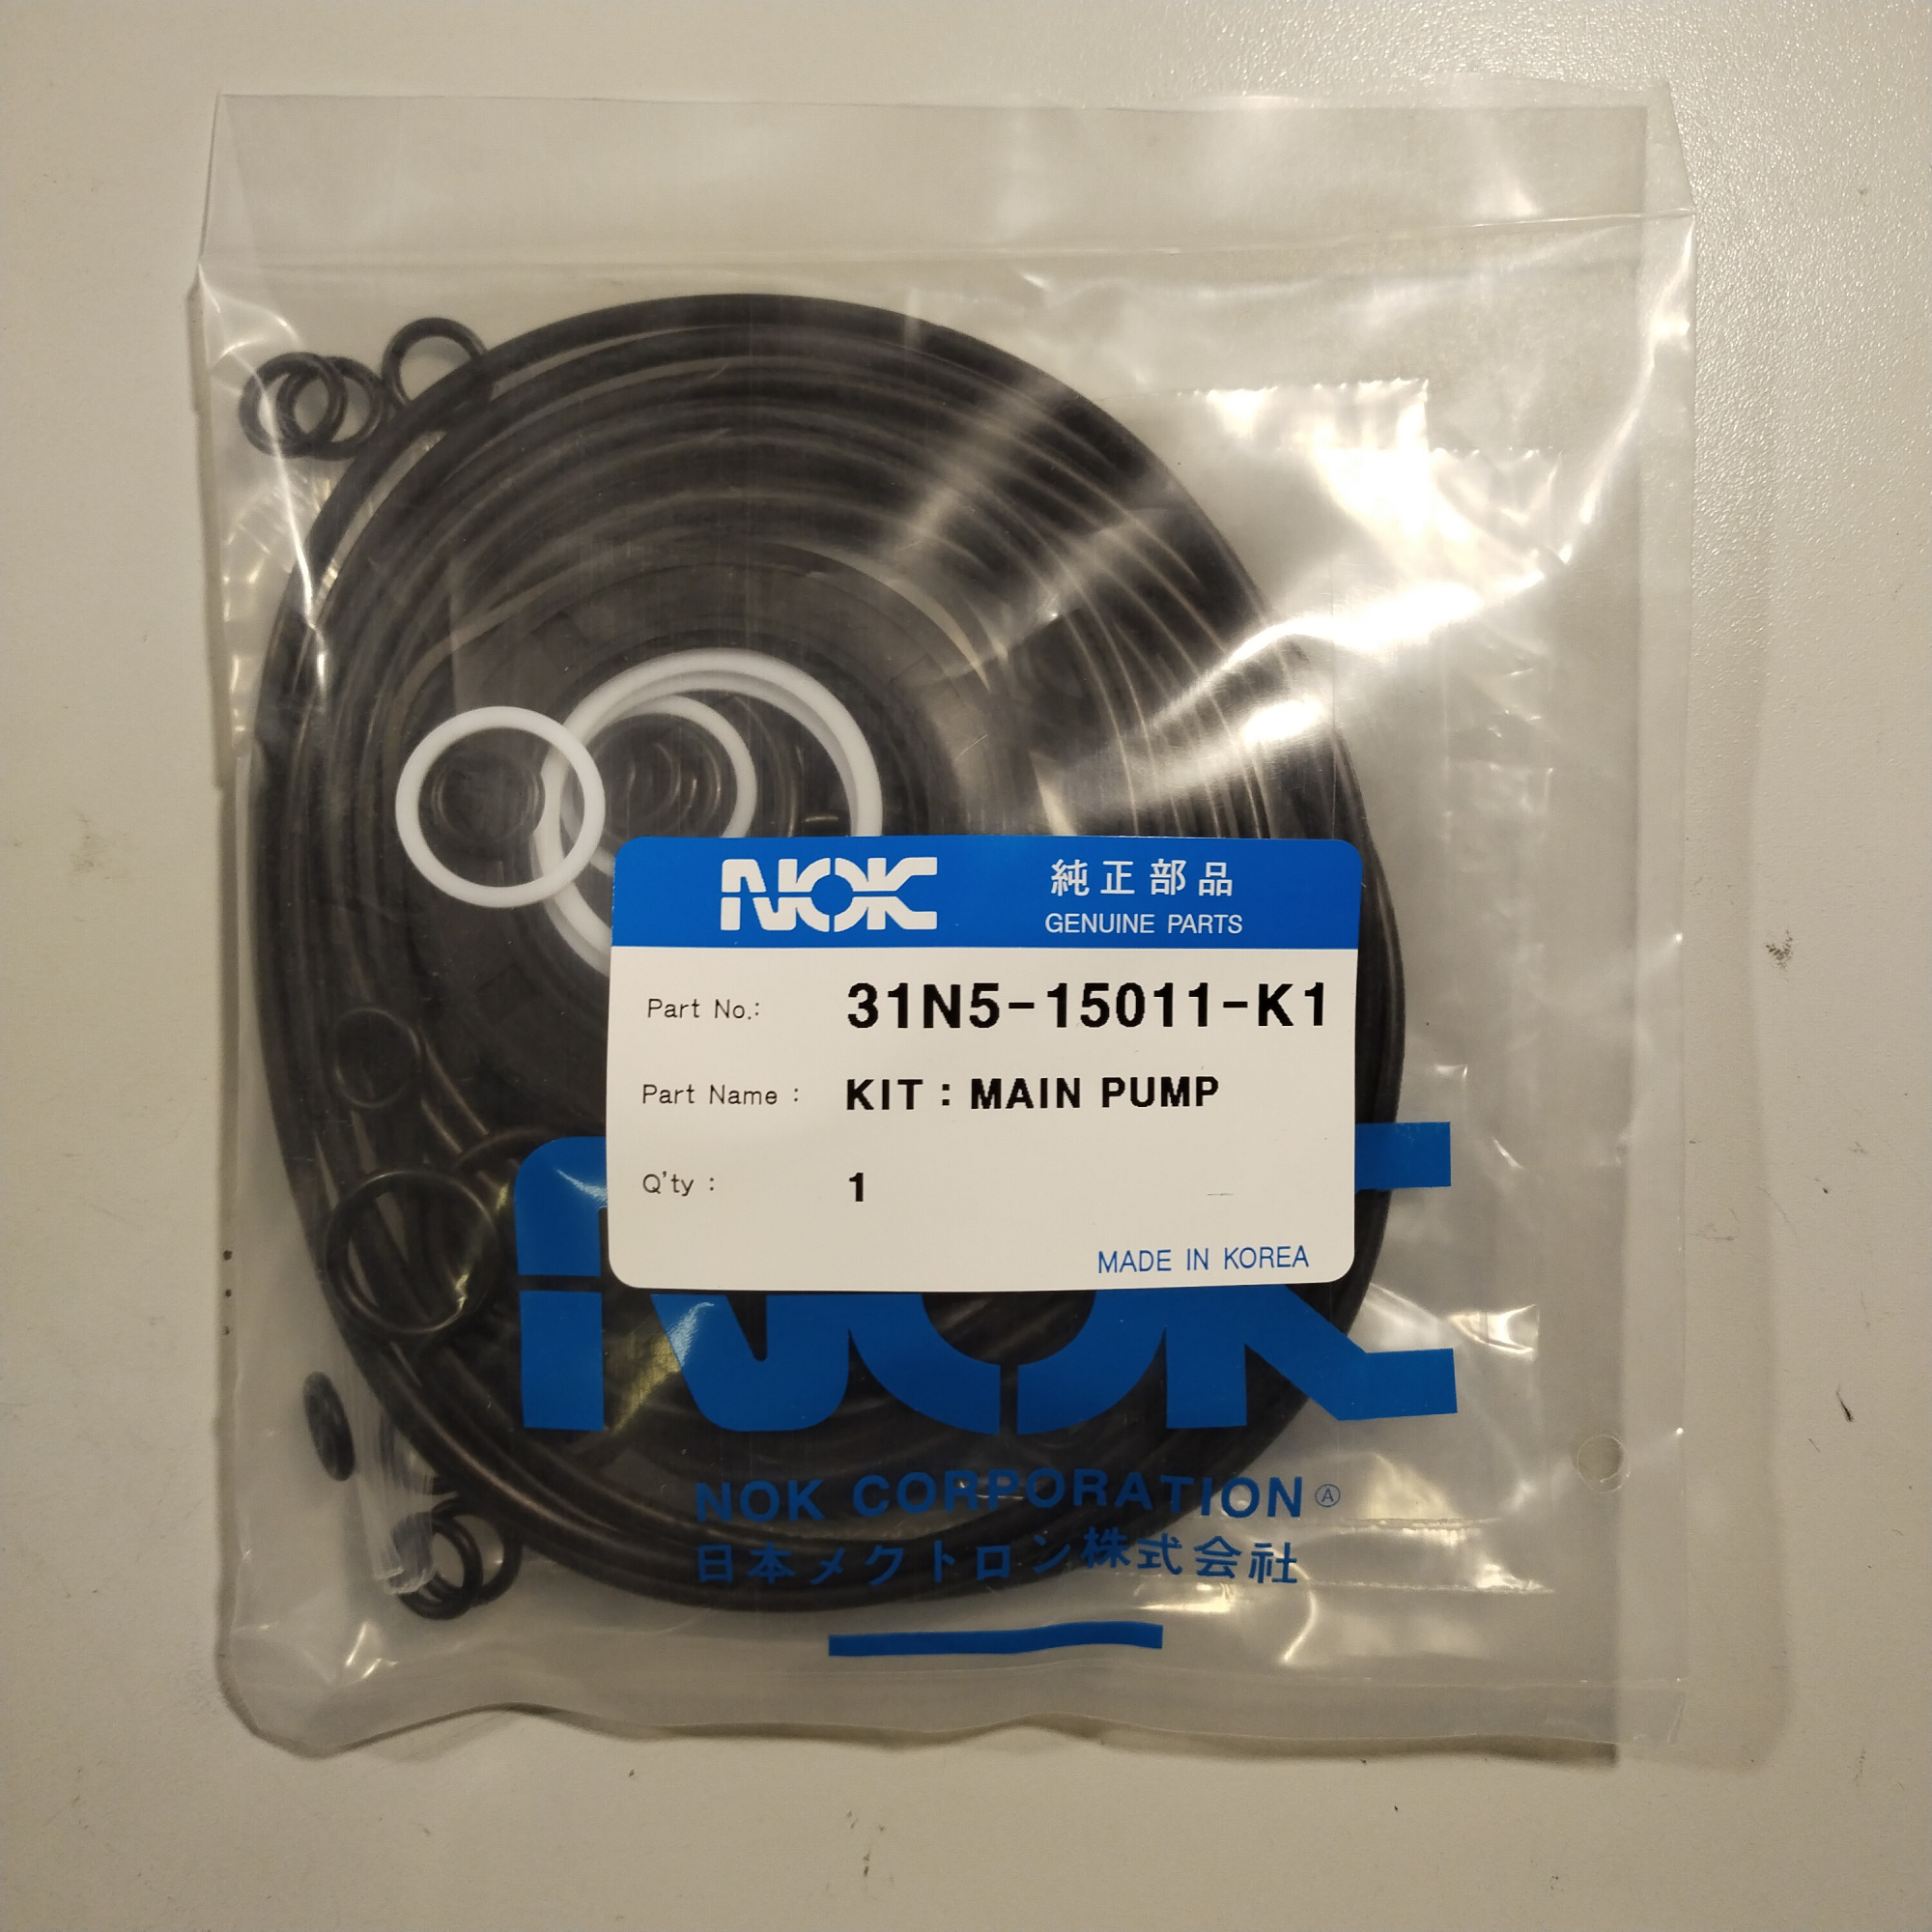 NOK 純正部品
GENUINE PARTS
Part No.: 31N5-15011-K1
Part Name : KIT : MAIN PUMP
Q'ty : 1
MADE IN KOREA
NOK
NOK CORPORATION Ⓐ
日本メクトロン株式会社